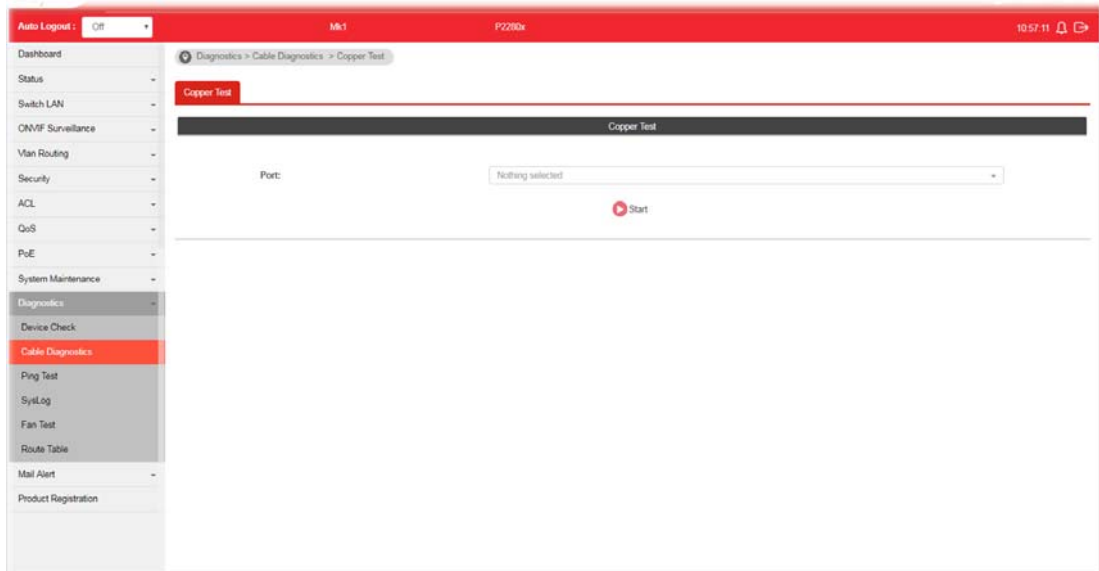 Auto Logout : Off Mk1 P2280x 10:57:11
Dashboard
Status
Switch LAN
ONVIF Surveillance
Vlan Routing
Security
ACL
QoS
PoE
System Maintenance
Diagnostics
Device Check
Cable Diagnostics
Ping Test
SysLog
Fan Test
Route Table
Mail Alert
Product Registration
Diagnostics > Cable Diagnostics > Copper Test
Copper Test
Copper Test
Port: Nothing selected
Start